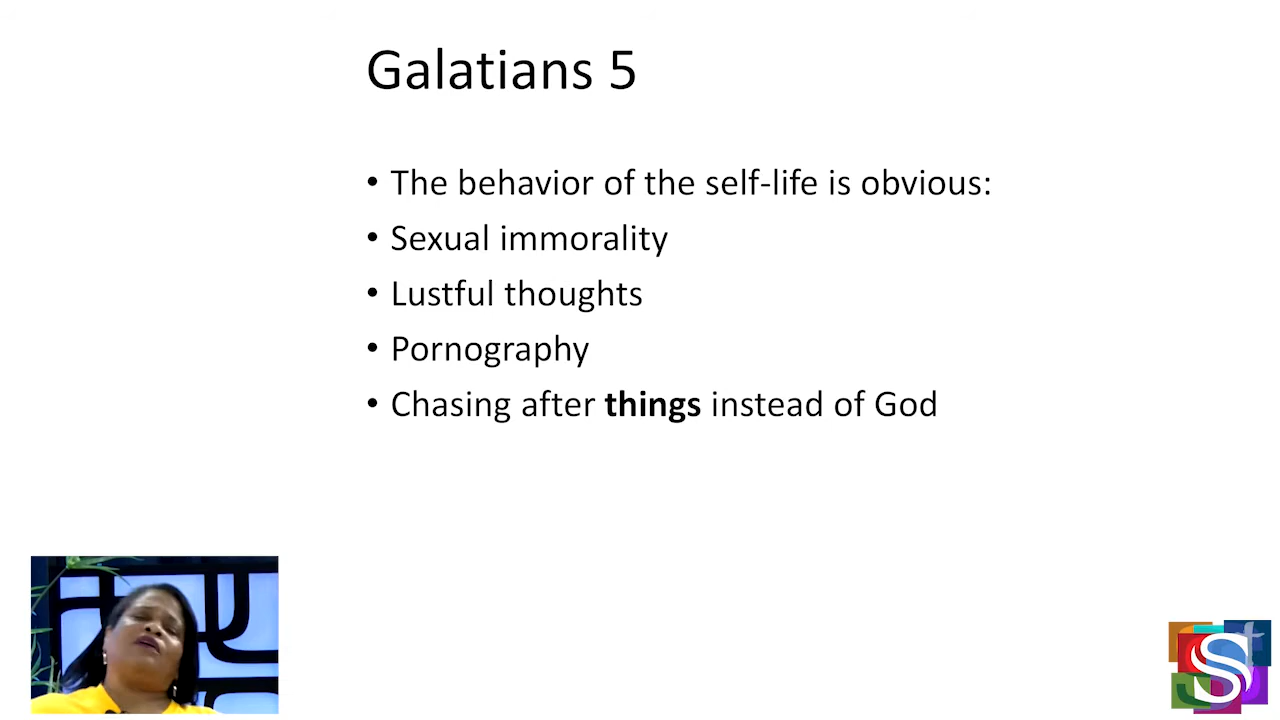 Galatians 5
• The behavior of the self-life is obvious:
• Sexual immorality
• Lustful thoughts
• Pornography
• Chasing after things instead of God
S